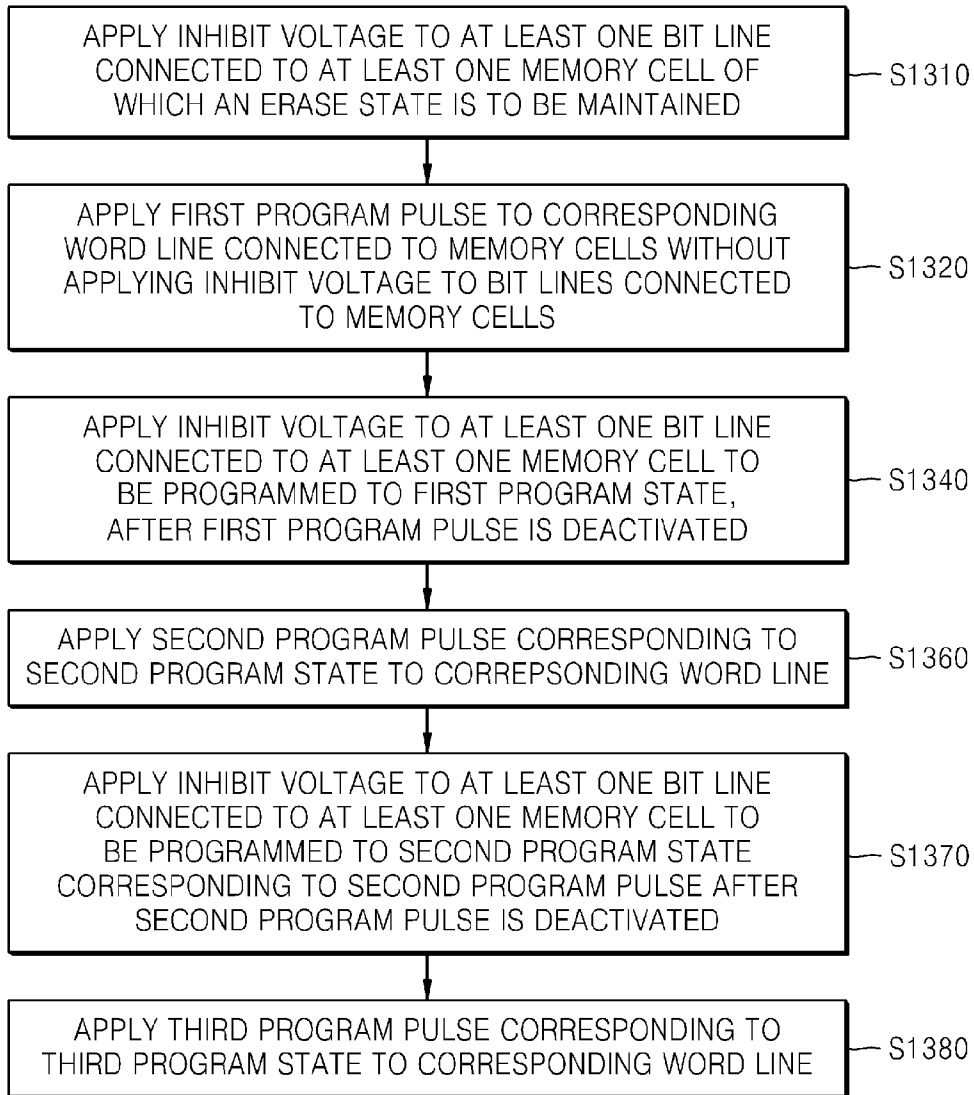 APPLY INHIBIT VOLTAGE TO AT LEAST ONE BIT LINE
CONNECTED TO AT LEAST ONE MEMORY CELL OF
WHICH AN ERASE STATE IS TO BE MAINTAINED
S1310
APPLY FIRST PROGRAM PULSE TO CORRESPONDING
WORD LINE CONNECTED TO MEMORY CELLS WITHOUT
APPLYING INHIBIT VOLTAGE TO BIT LINES CONNECTED
TO MEMORY CELLS
S1320
APPLY INHIBIT VOLTAGE TO AT LEAST ONE BIT LINE
CONNECTED TO AT LEAST ONE MEMORY CELL TO
BE PROGRAMMED TO FIRST PROGRAM STATE,
AFTER FIRST PROGRAM PULSE IS DEACTIVATED
S1340
APPLY SECOND PROGRAM PULSE CORRESPONDING TO
SECOND PROGRAM STATE TO CORREPSONDING WORD LINE
S1360
APPLY INHIBIT VOLTAGE TO AT LEAST ONE BIT LINE
CONNECTED TO AT LEAST ONE MEMORY CELL TO
BE PROGRAMMED TO SECOND PROGRAM STATE
CORRESPONDING TO SECOND PROGRAM PULSE AFTER
SECOND PROGRAM PULSE IS DEACTIVATED
S1370
APPLY THIRD PROGRAM PULSE CORRESPONDING TO
THIRD PROGRAM STATE TO CORRESPONDING WORD LINE
S1380